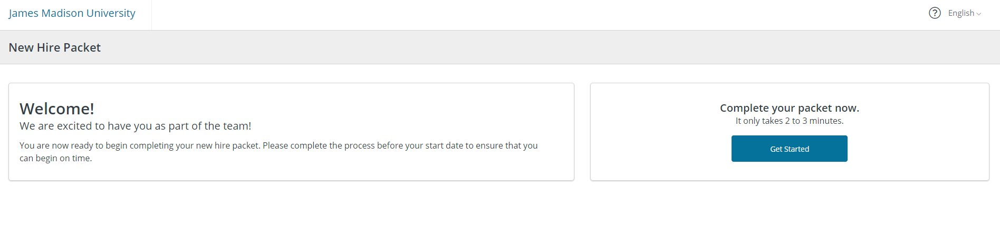 James Madison University
? English
New Hire Packet
Welcome!
We are excited to have you as part of the team!
You are now ready to begin completing your new hire packet. Please complete the process before your start date to ensure that you
can begin on time.
Complete your packet now.
It only takes 2 to 3 minutes.
Get Started